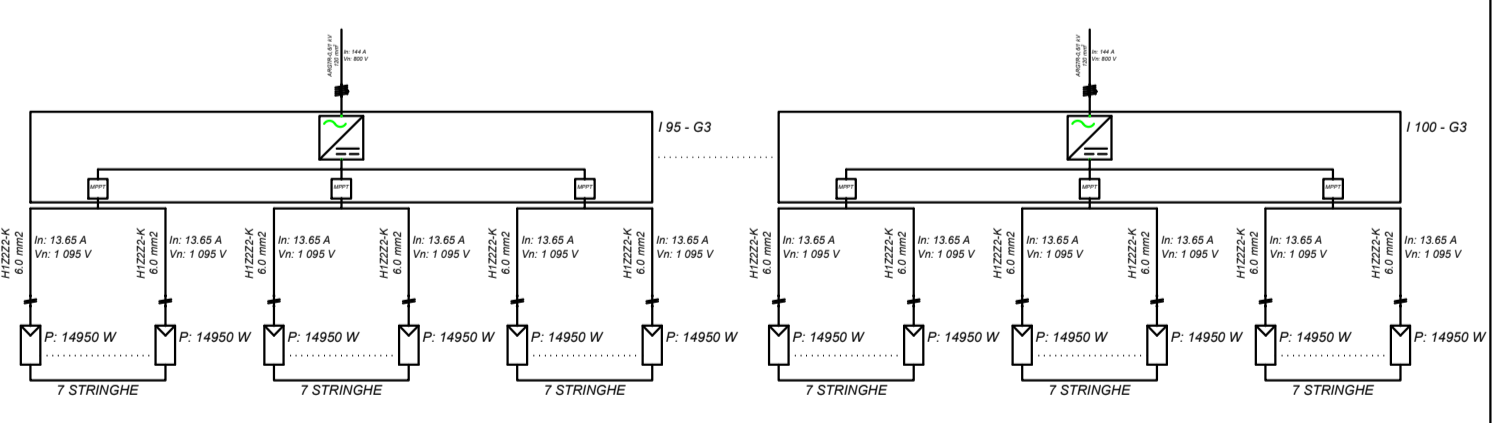 ARG7R-0,6/1 kV
120 mm²
In: 144 A
Vn: 800 V
I 95 - G3
MPPT
MPPT
MPPT
H1Z2Z2-K
6.0 mm2
In: 13.65 A
Vn: 1 095 V
H1Z2Z2-K
6.0 mm2
In: 13.65 A
Vn: 1 095 V
H1Z2Z2-K
6.0 mm2
In: 13.65 A
Vn: 1 095 V
H1Z2Z2-K
6.0 mm2
In: 13.65 A
Vn: 1 095 V
H1Z2Z2-K
6.0 mm2
In: 13.65 A
Vn: 1 095 V
H1Z2Z2-K
6.0 mm2
In: 13.65 A
Vn: 1 095 V
P: 14950 W
P: 14950 W
P: 14950 W
P: 14950 W
P: 14950 W
P: 14950 W
7 STRINGHE
7 STRINGHE
7 STRINGHE
ARG7R-0,6/1 kV
120 mm²
In: 144 A
Vn: 800 V
I 100 - G3
MPPT
MPPT
MPPT
H1Z2Z2-K
6.0 mm2
In: 13.65 A
Vn: 1 095 V
H1Z2Z2-K
6.0 mm2
In: 13.65 A
Vn: 1 095 V
H1Z2Z2-K
6.0 mm2
In: 13.65 A
Vn: 1 095 V
H1Z2Z2-K
6.0 mm2
In: 13.65 A
Vn: 1 095 V
H1Z2Z2-K
6.0 mm2
In: 13.65 A
Vn: 1 095 V
H1Z2Z2-K
6.0 mm2
In: 13.65 A
Vn: 1 095 V
P: 14950 W
P: 14950 W
P: 14950 W
P: 14950 W
P: 14950 W
P: 14950 W
7 STRINGHE
7 STRINGHE
7 STRINGHE